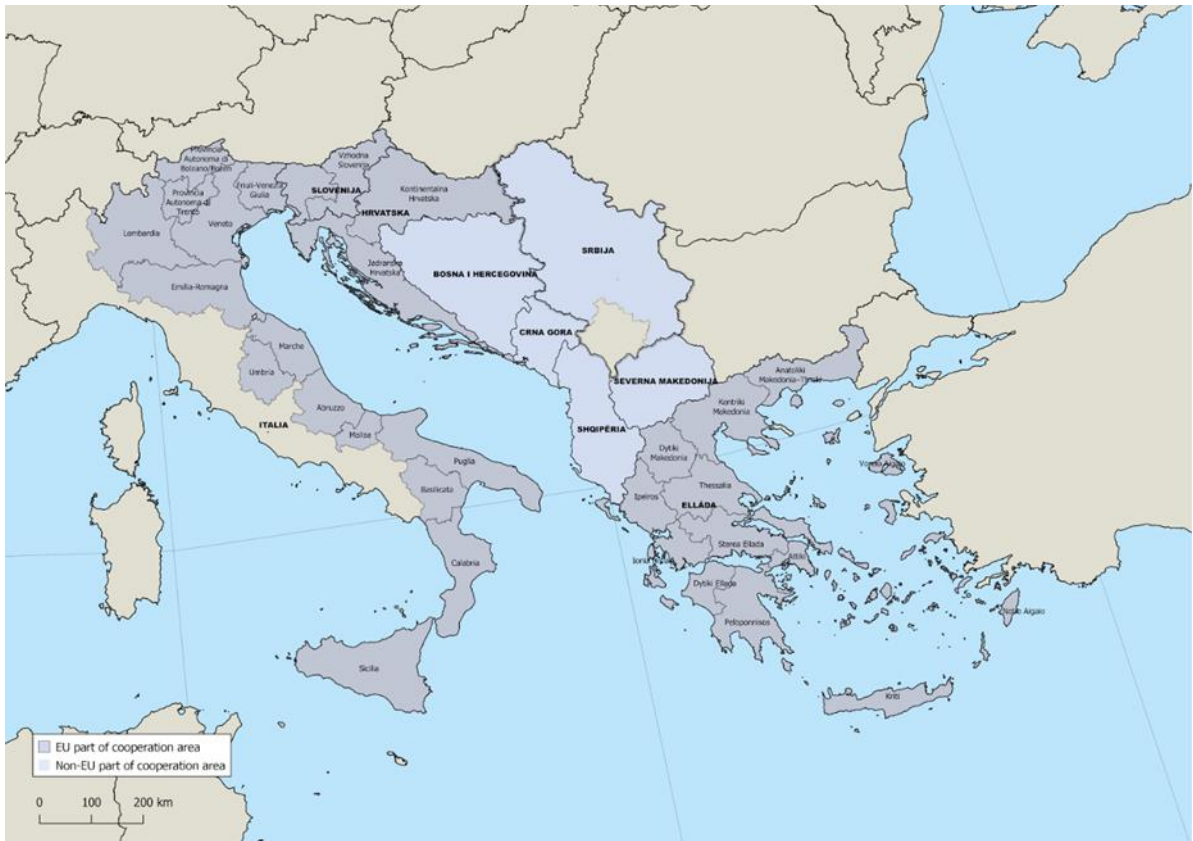 Provincia
Autonoma di
Bolzano/Bozen
Provincia
Autonoma di
Trento
Friuli-Venezia
Giulia
Vzhodna
Slovenija
SLOVENIJA
Kontinentalna
Hrvatska
HRVATSKA
Lombardia
Veneto
Emilia-Romagna
Jadranska
Hrvatska
BOSNA I HERCEGOVINA
SRBIJA
CRNA GORA
Marche
Umbria
Abruzzo
ITALIA
Molise
Puglia
Basilicata
Calabria
Sicilia
SEVERNA MAKEDONIJA
SHQIPËRIA
Anatoliki
Makedonia-Thraki
Kentriki
Makedonia
Dytiki
Makedonia
Ipeiros
Thessalia
ELLÁDA
Voreio Aigaio
Sterea Ellada
Attiki
Ionia
Dytiki Ellada
Peloponnisos
Notio Aigaio
Kriti
EU part of cooperation area
Non-EU part of cooperation area
0 100 200 km